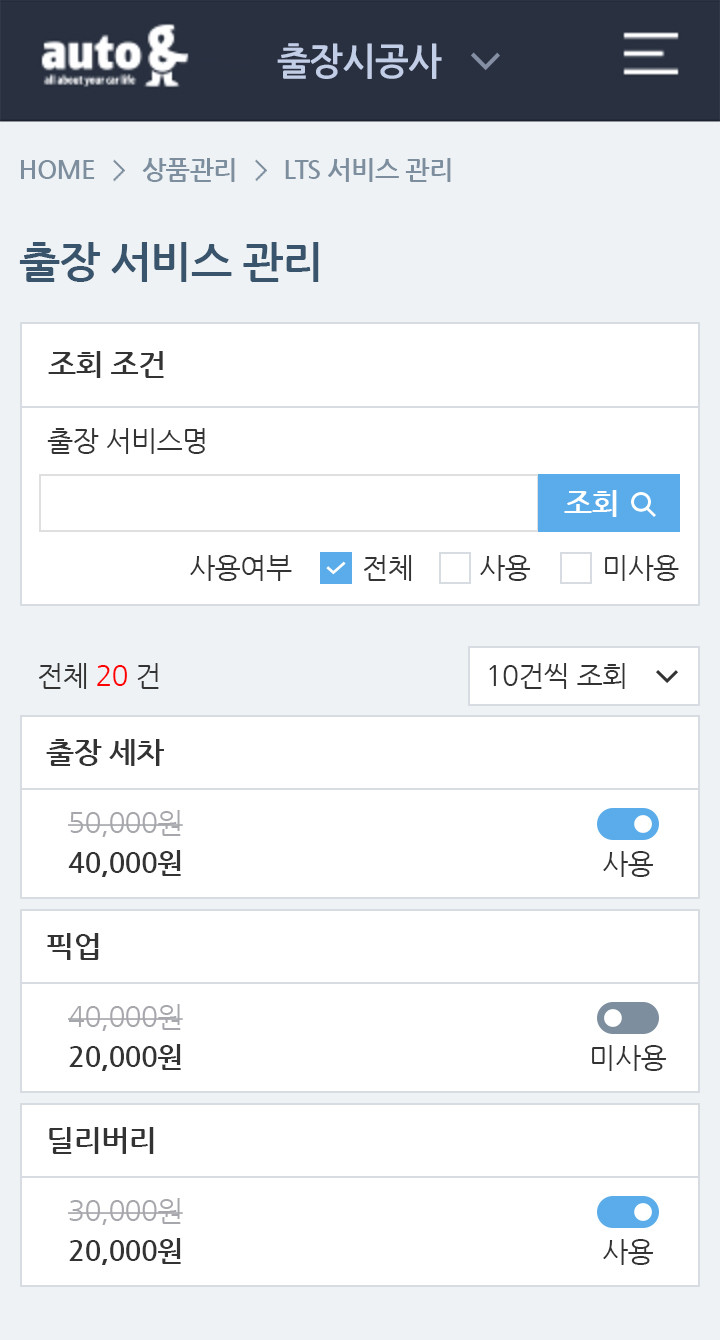 auto &
all about your car life
출장시공사
HOME > 상품관리 > LTS 서비스 관리
출장 서비스 관리
조회 조건
출장 서비스명
조회
사용여부 전체 사용 미사용
전체 20 건
10건씩 조회
출장 세차
50,000원
40,000원
사용
픽업
40,000원
20,000원
미사용
딜리버리
30,000원
20,000원
사용